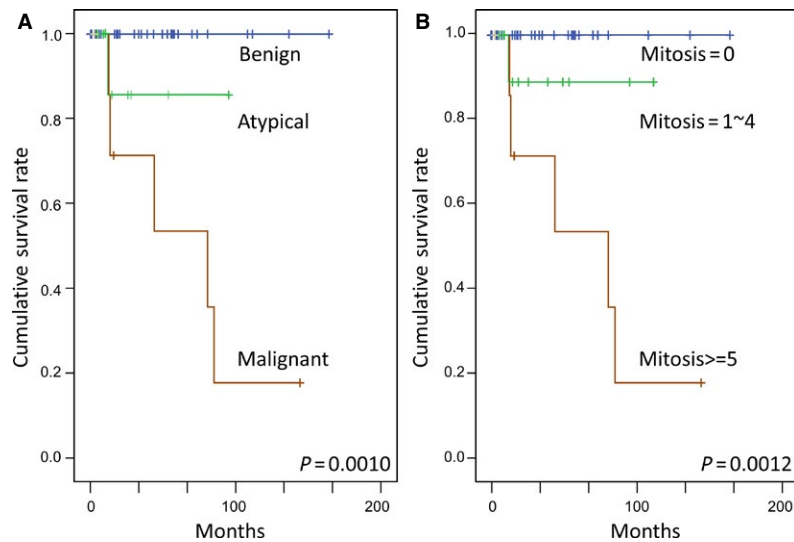 A
1.0
0.8
0.6
0.4
0.2
0.0
Cumulative survival rate
Benign
Atypical
Malignant
P = 0.0010
0 100 200
Months
B
1.0
0.8
0.6
0.4
0.2
0.0
Cumulative survival rate
Mitosis = 0
Mitosis = 1~4
Mitosis>=5
P = 0.0012
0 100 200
Months